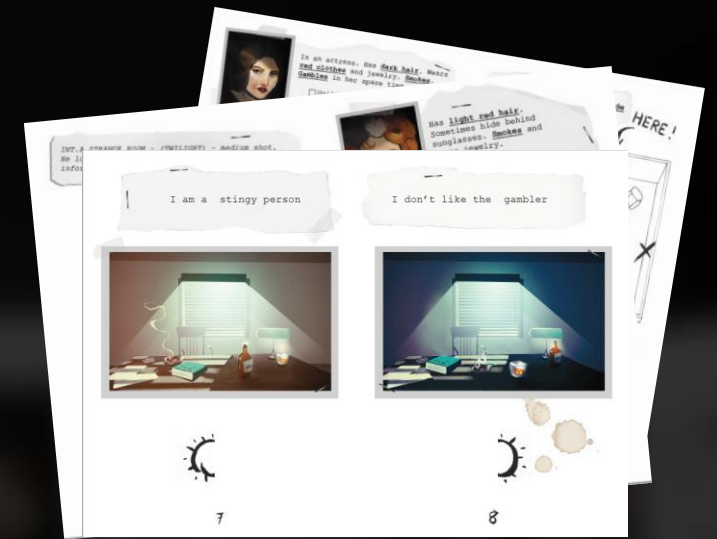 Is an actress. Has dark hair. Wears
red clothes and jewelry. Smokes.
Gambles in her spare time
Has light red hair.
Sometimes hide behind
sunglasses. Smokes and
jewelry.
HERE!
INT. A STRANGE ROOM - (TWILIGHT) - medium shot.
He
I am a stingy person
I don't like the gambler
7
8